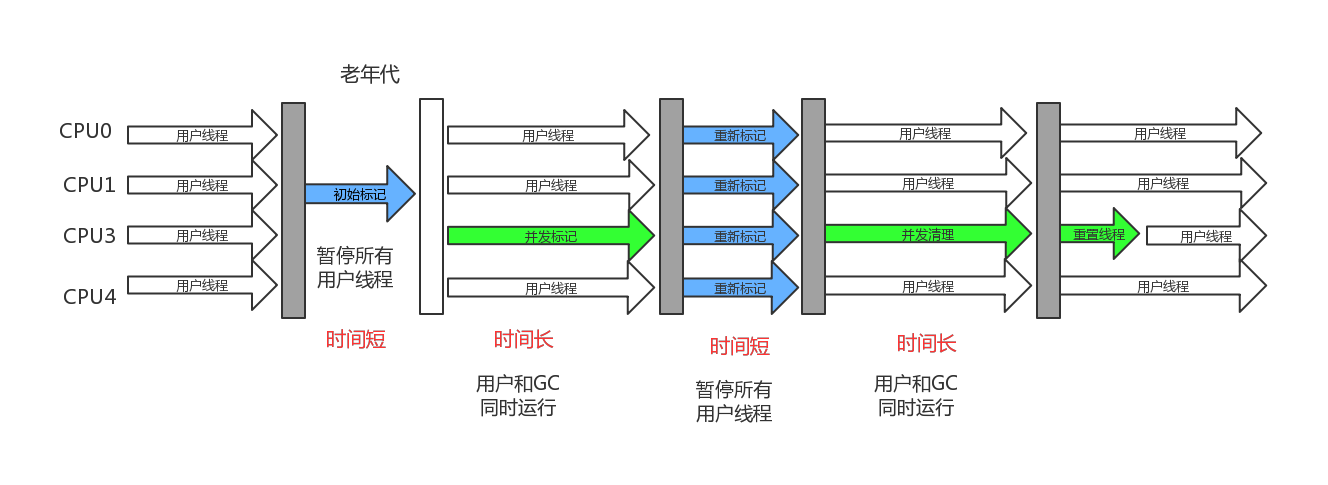 老年代
CPU0
用户线程
用户线程
重新标记
用户线程
用户线程
CPU1
用户线程
初始标记
用户线程
重新标记
用户线程
用户线程
CPU3
用户线程
并发标记
重新标记
并发清理
重置线程
用户线程
CPU4
用户线程
用户线程
重新标记
用户线程
用户线程
暂停所有
用户线程
时间短
时间长
时间短
时间长
用户和GC
同时运行
暂停所有
用户线程
用户和GC
同时运行